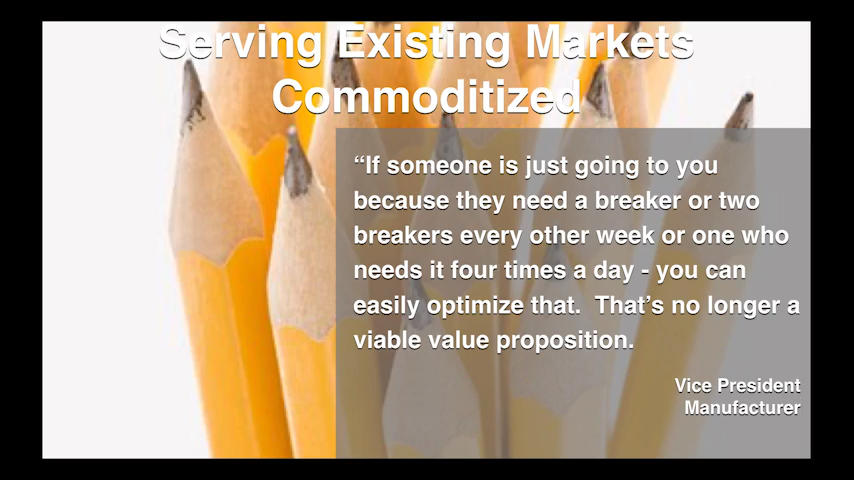 Serving Existing Markets
Commoditized
“If someone is just going to you
because they need a breaker or two
breakers every other week or one who
needs it four times a day - you can
easily optimize that.  That’s no longer a
viable value proposition.
Vice President
Manufacturer